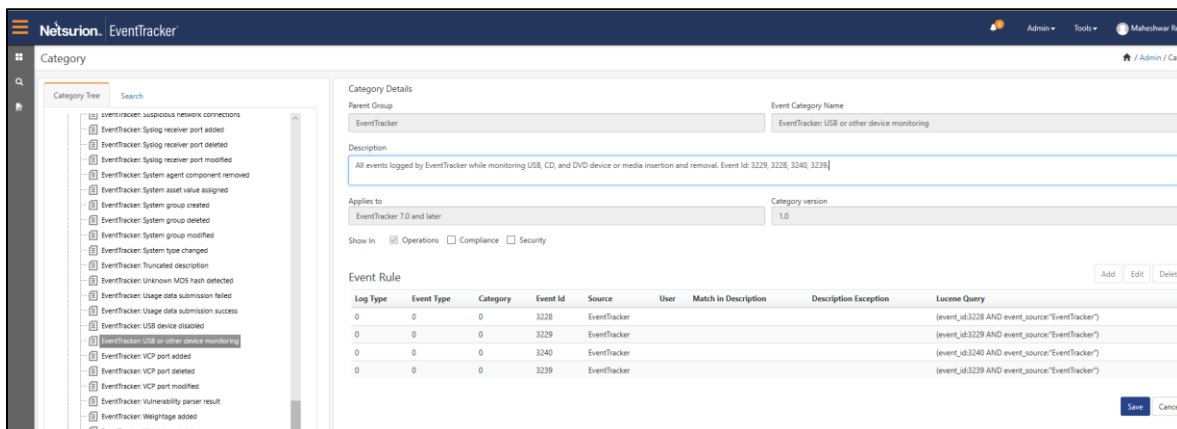 Netsurion. EventTracker
1
Admin
Tools
Maheshwar
Category
/ Admin /
Category Tree
Search
EventTracker: Suspicious network connections
EventTracker: Syslog receiver port added
EventTracker: Syslog receiver port deleted
EventTracker: Syslog receiver port modified
EventTracker: System agent component removed
EventTracker: System asset value assigned
EventTracker: System group created
EventTracker: System group deleted
EventTracker: System group modified
EventTracker: System type changed
EventTracker: Truncated description
EventTracker: Unknown MD5 hash detected
EventTracker: Usage data submission failed
EventTracker: Usage data submission success
EventTracker: USB device disabled
EventTracker: USB or other device monitoring
EventTracker: VCP port added
EventTracker: VCP port deleted
EventTracker: VCP port modified
EventTracker: Vulnerability parser result
EventTracker: Weightage added
Category Details
Parent Group
Event Category Name
EventTracker
EventTracker: USB or other device monitoring
Description
All events logged by EventTracker while monitoring USB, CD, and DVD device or media insertion and removal. Event Id: 3229, 3228, 3240, 3239.
Applies to
Category version
EventTracker 7.0 and later
1.0
Show In Operations Compliance Security
Event Rule
Add Edit Delet
Log Type Event Type Category Event Id Source User Match in Description Description Exception Lucene Query
0 0 0 3228 EventTracker (event_id:3228 AND event_source:"EventTracker")
0 0 0 3229 EventTracker (event_id:3229 AND event_source:"EventTracker")
0 0 0 3240 EventTracker (event_id:3240 AND event_source:"EventTracker")
0 0 0 3239 EventTracker (event_id:3239 AND event_source:"EventTracker")
Save Cance